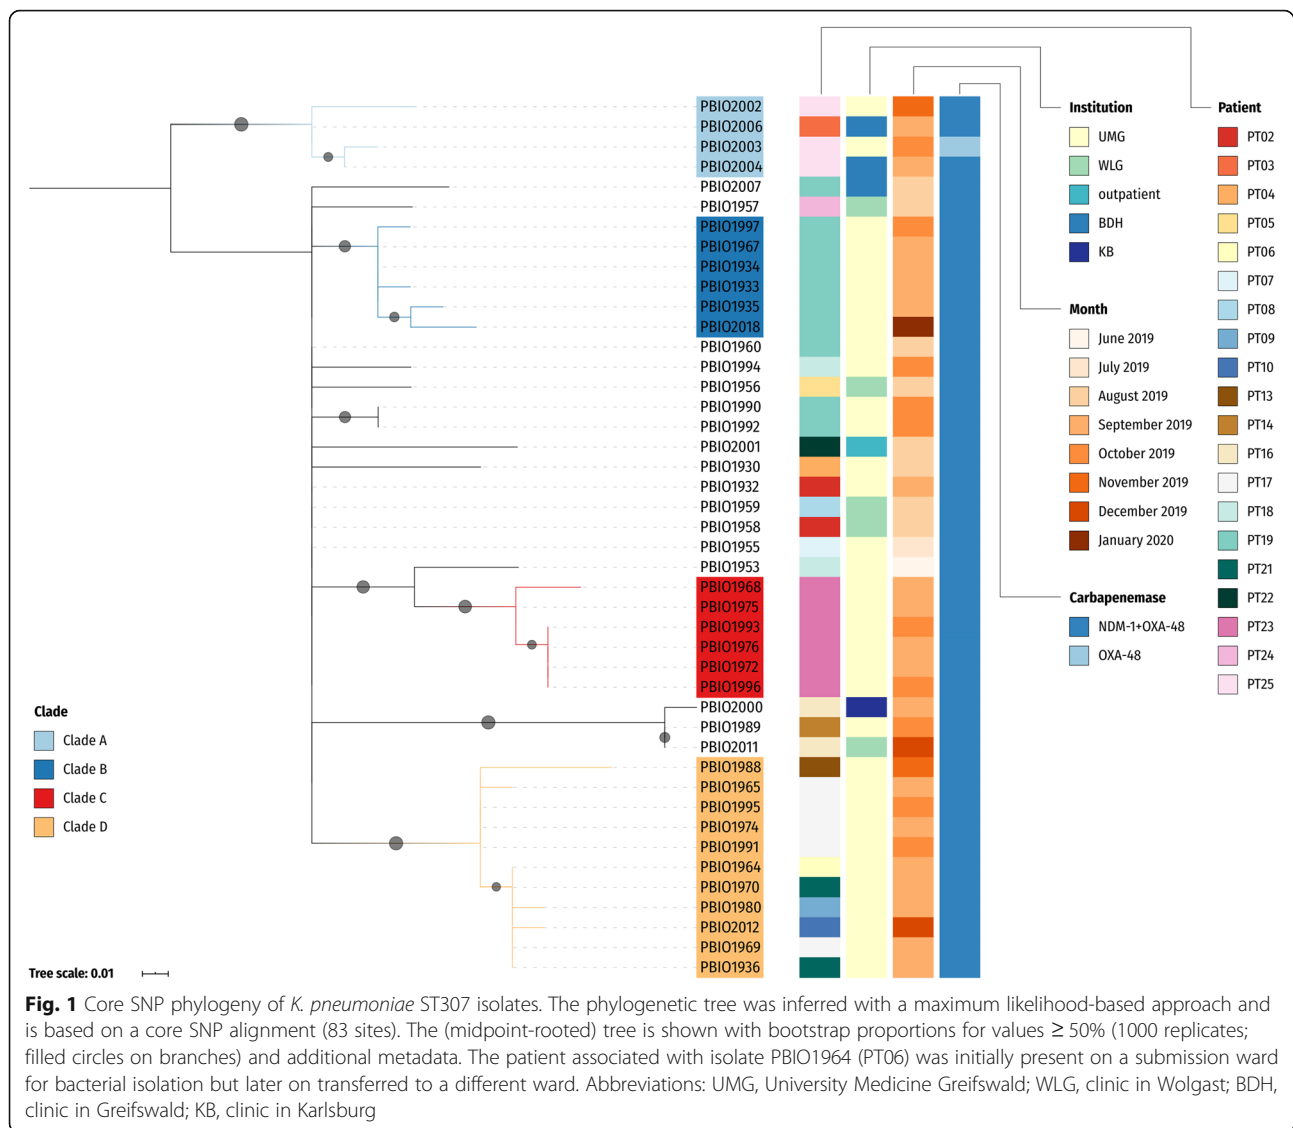 Institution
UMG
WLG
outpatient
BDH
KB
Month
June 2019
July 2019
August 2019
September 2019
October 2019
November 2019
December 2019
January 2020
Carbapenemase
NDM-1+OXA-48
OXA-48
Patient
PT02
PT03
PT04
PT05
PT06
PT07
PT08
PT09
PT10
PT13
PT14
PT16
PT17
PT18
PT19
PT21
PT22
PT23
PT24
PT25
PBIO2002
PBIO2006
PBIO2003
PBIO2004
PBIO2007
PBIO1957
PBIO1997
PBIO1967
PBIO1934
PBIO1933
PBIO1935
PBIO2018
PBIO1960
PBIO1994
PBIO1956
PBIO1990
PBIO1992
PBIO2001
PBIO1930
PBIO1932
PBIO1959
PBIO1958
PBIO1955
PBIO1953
PBIO1968
PBIO1975
PBIO1993
PBIO1976
PBIO1972
PBIO1996
PBIO2000
PBIO1989
PBIO2011
PBIO1988
PBIO1965
PBIO1995
PBIO1974
PBIO1991
PBIO1964
PBIO1970
PBIO1980
PBIO2012
PBIO1969
PBIO1936
Clade
Clade A
Clade B
Clade C
Clade D
Tree scale: 0.01
Fig. 1 Core SNP phylogeny of K. pneumoniae ST307 isolates. The phylogenetic tree was inferred with a maximum likelihood-based approach and
is based on a core SNP alignment (83 sites). The (midpoint-rooted) tree is shown with bootstrap proportions for values ≥ 50% (1000 replicates;
filled circles on branches) and additional metadata. The patient associated with isolate PBIO1964 (PT06) was initially present on a submission ward
for bacterial isolation but later on transferred to a different ward. Abbreviations: UMG, University Medicine Greifswald; WLG, clinic in Wolgast; BDH,
clinic in Greifswald; KB, clinic in Karlsburg